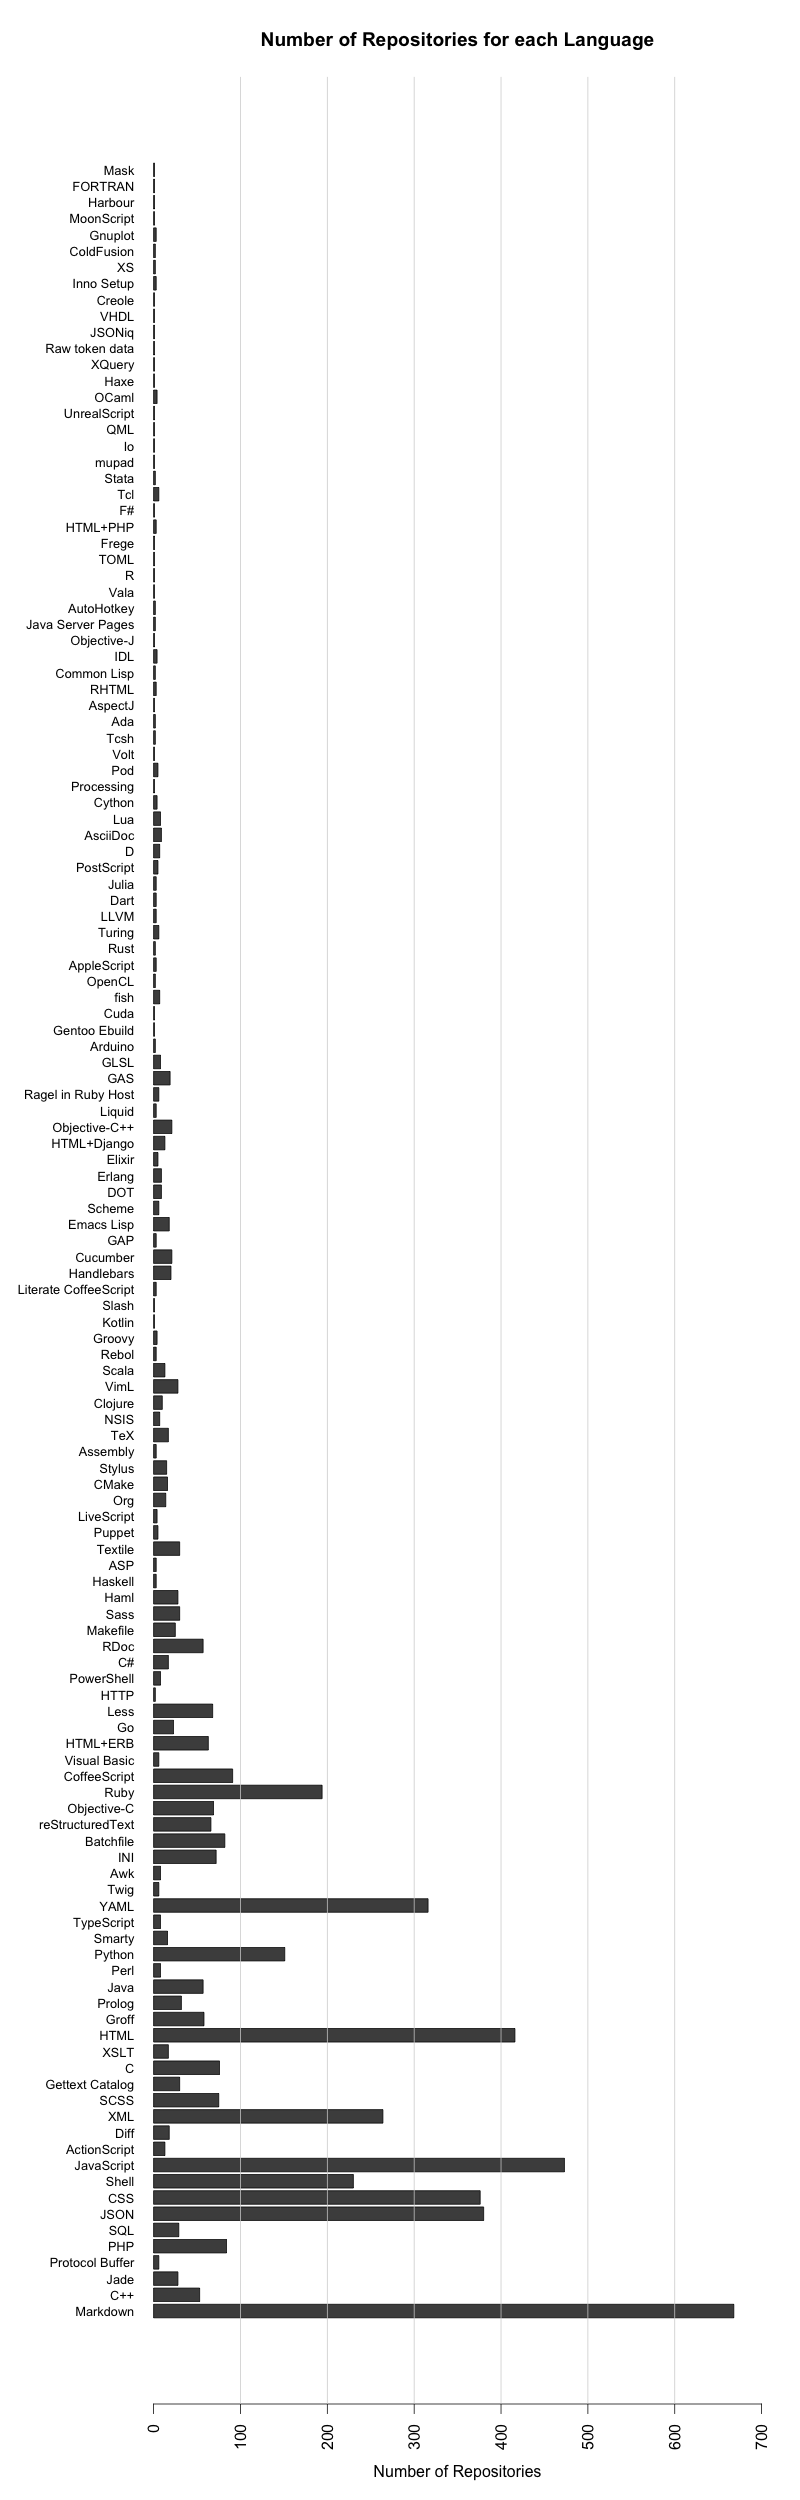 Number of Repositories for each Language
Mask
FORTRAN
Harbour
MoonScript
Gnuplot
ColdFusion
XS
Inno Setup
Creole
VHDL
JSONiq
Raw token data
XQuery
Haxe
OCaml
UnrealScript
QML
Io
mupad
Stata
Tcl
F#
HTML+PHP
Frege
TOML
R
Vala
AutoHotkey
Java Server Pages
Objective-J
IDL
Common Lisp
RHTML
AspectJ
Ada
Tcsh
Volt
Pod
Processing
Cython
Lua
AsciiDoc
D
PostScript
Julia
Dart
LLVM
Turing
Rust
AppleScript
OpenCL
fish
Cuda
Gentoo Ebuild
Arduino
GLSL
GAS
Ragel in Ruby Host
Liquid
Objective-C++
HTML+Django
Elixir
Erlang
DOT
Scheme
Emacs Lisp
GAP
Cucumber
Handlebars
Literate CoffeeScript
Slash
Kotlin
Groovy
Rebol
Scala
VimL
Clojure
NSIS
TeX
Assembly
Stylus
CMake
Org
LiveScript
Puppet
Textile
ASP
Haskell
Haml
Sass
Makefile
RDoc
C#
PowerShell
HTTP
Less
Go
HTML+ERB
Visual Basic
CoffeeScript
Ruby
Objective-C
reStructuredText
Batchfile
INI
Awk
Twig
YAML
TypeScript
Smarty
Python
Perl
Java
Prolog
Groff
HTML
XSLT
C
Gettext Catalog
SCSS
XML
Diff
ActionScript
JavaScript
Shell
CSS
JSON
SQL
PHP
Protocol Buffer
Jade
C++
Markdown
0 100 200 300 400 500 600 700
Number of Repositories